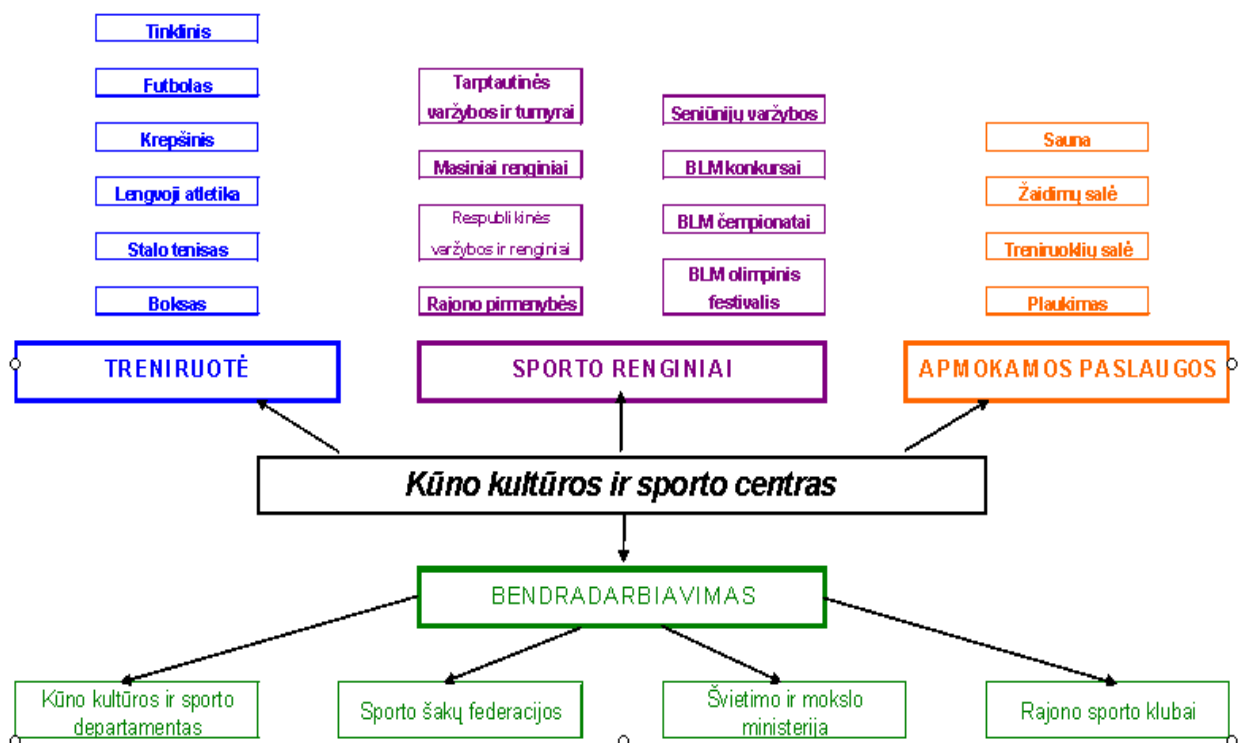 Tinklinis
Futbolas
Krepšinis
Lengvoji atletika
Stalo tenisas
Boksas
TRENIRUOTĖ
Tarptautinės
varžybos ir turnyrai
Masiniai renginiai
Respublikinės
varžybos ir renginiai
Rajono pirmenybės
Seniūnijų varžybos
BLM konkursai
BLM čempionatai
BLM olimpinis
festivalis
SPORTO RENGINIAI
Sauna
Žaidimų salė
Treniruoklių salė
Plaukimas
APMOKAMOS PASLAUGOS
Kūno kultūros ir sporto centras
BENDRADARBIAVIMAS
Kūno kultūros ir sporto
departamentas
Sporto šakų federacijos
Švietimo ir mokslo
ministerija
Rajono sporto klubai